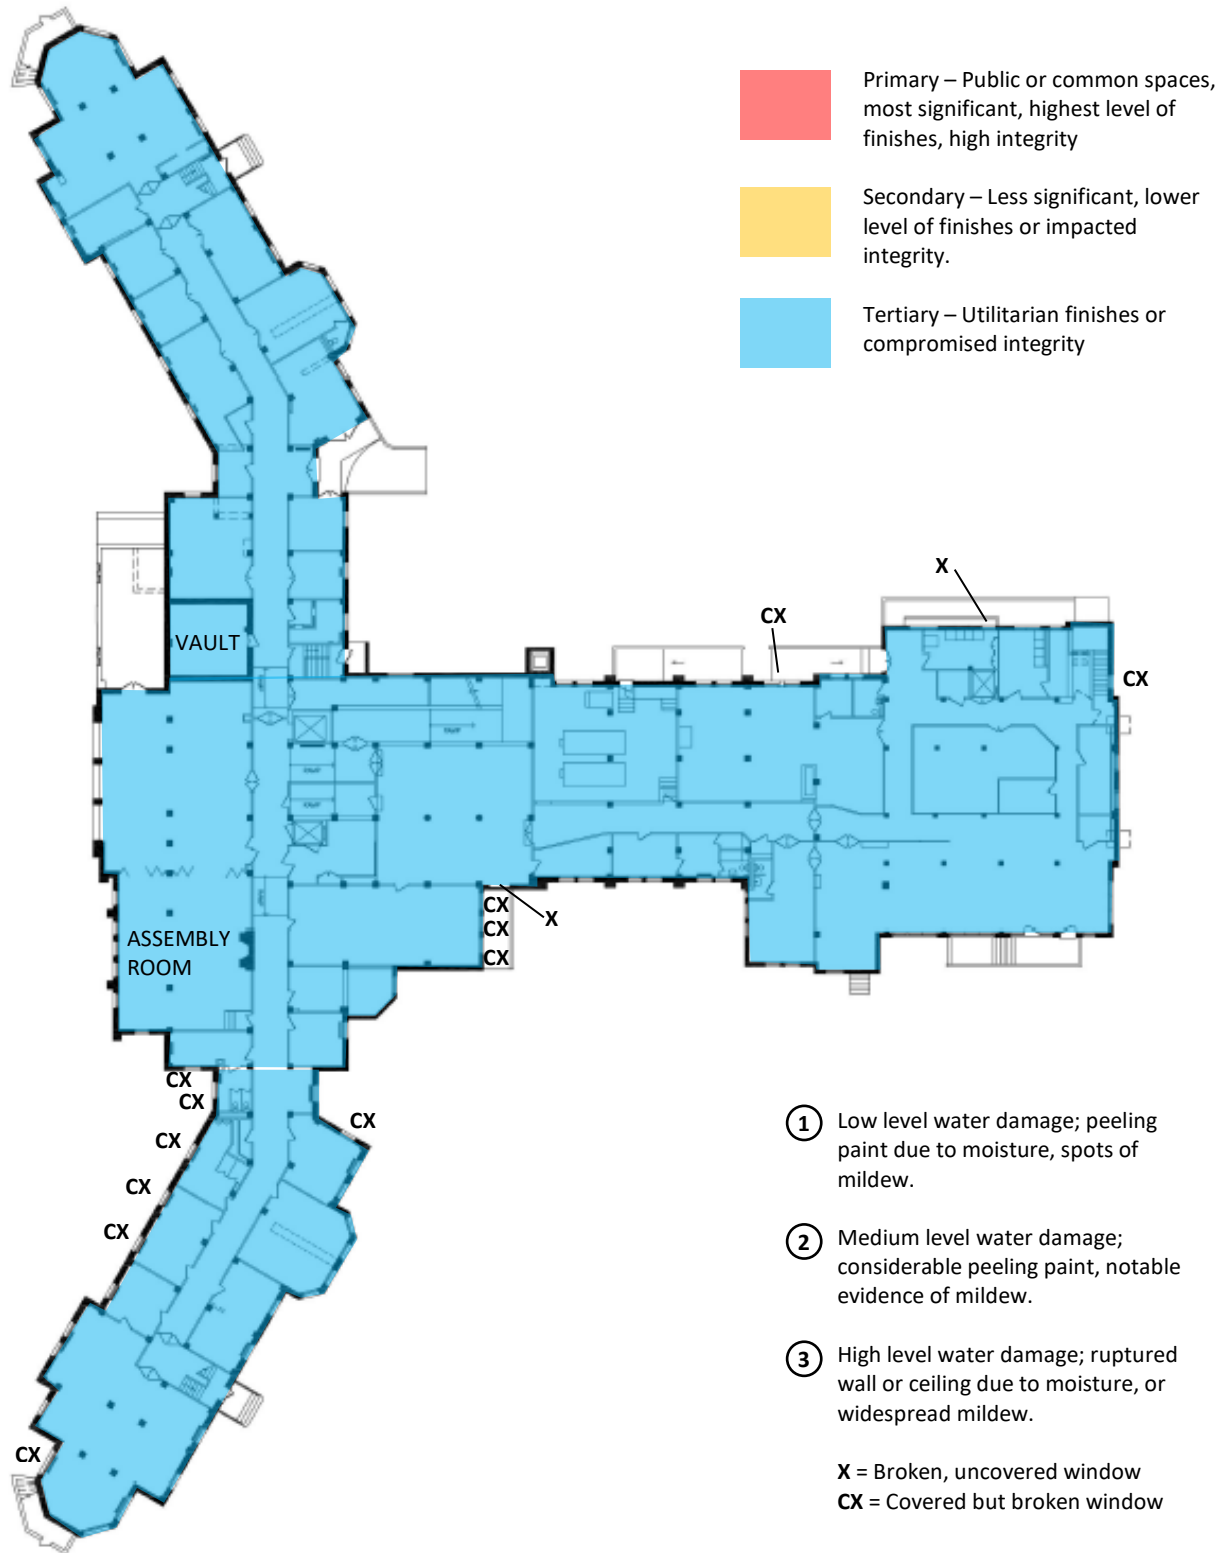 Primary – Public or common spaces,
most significant, highest level of
finishes, high integrity
Secondary – Less significant, lower
level of finishes or impacted
integrity.
Tertiary – Utilitarian finishes or
compromised integrity
X
CX
VAULT
CX
CX
X
CX
ASSEMBLY
ROOM
CX
CX
CX
CX
CX
CX
CX
CX
1 Low level water damage; peeling
paint due to moisture, spots of
mildew.
2 Medium level water damage;
considerable peeling paint, notable
evidence of mildew.
3 High level water damage; ruptured
wall or ceiling due to moisture, or
widespread mildew.
X = Broken, uncovered window
CX = Covered but broken window